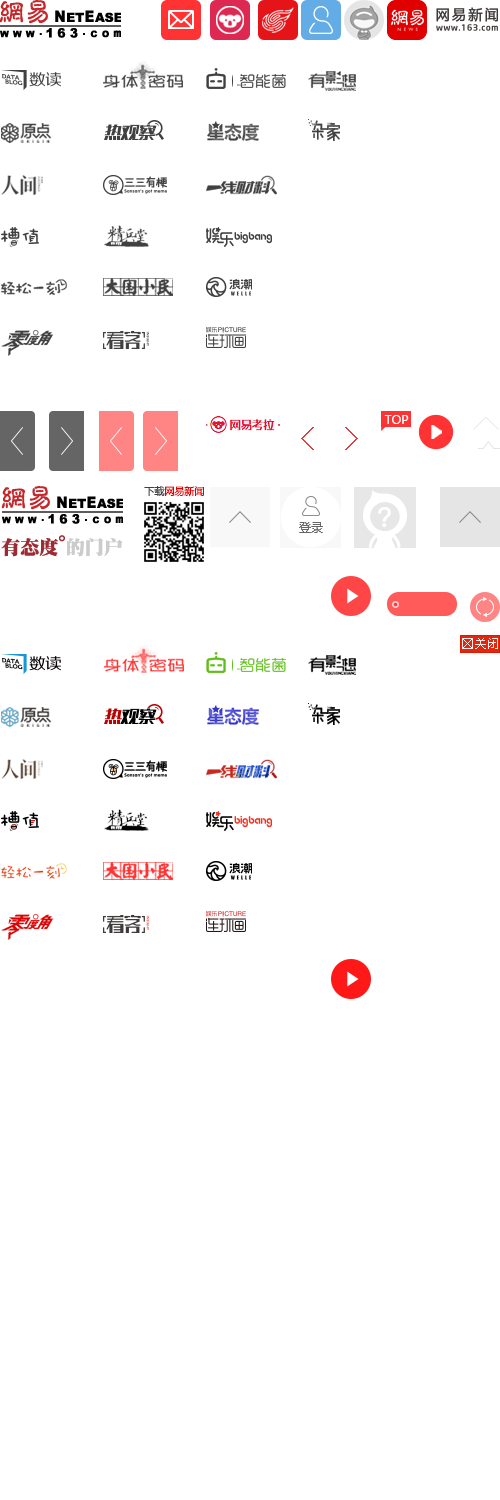 網易 NETEASE
www.163.com
網易
NEWS
网易新闻
www.163.com
DATA BLOG 数读
身体密码
智能菌
有影想
原点
ORIGIN
热观察
星态度
杂家
人间
三三有梗
Sansan's got meme
一线财料
槽值
精品堂
娱乐bigbang
轻松一刻
大国小民
浪潮
WELLE
零度角
看客
娱乐PICTURE
连环画
网易考拉
TOP
網易 NETEASE
www.163.com
有态度°的门户
下载网易新闻
登录
关闭
DATA BLOG 数读
身体密码
智能菌
有影想
原点
ORIGIN
热观察
星态度
杂家
人间
三三有梗
Sansan's got meme
一线财料
槽值
精品堂
娱乐bigbang
轻松一刻
大国小民
浪潮
WELLE
零度角
看客
娱乐PICTURE
连环画